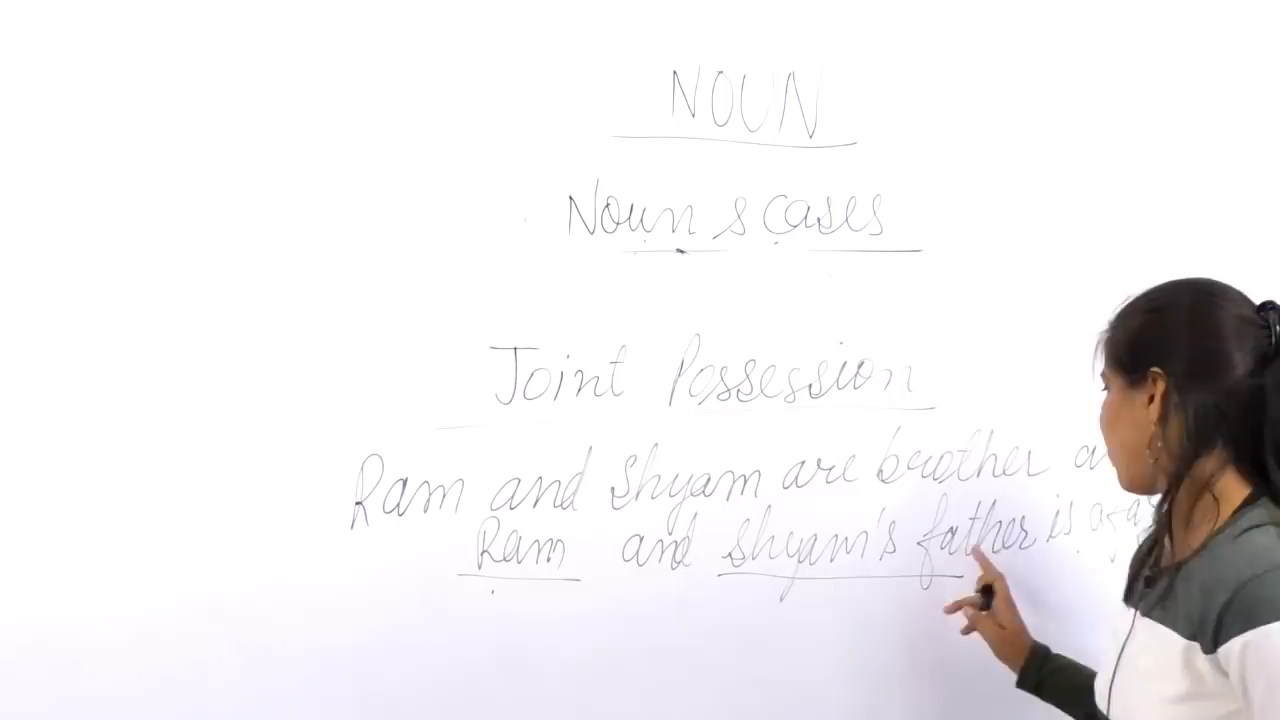 NOUN
Noun s cases
Joint Possession
Ram and Shyam are brother
Ram and Shyam's father is a